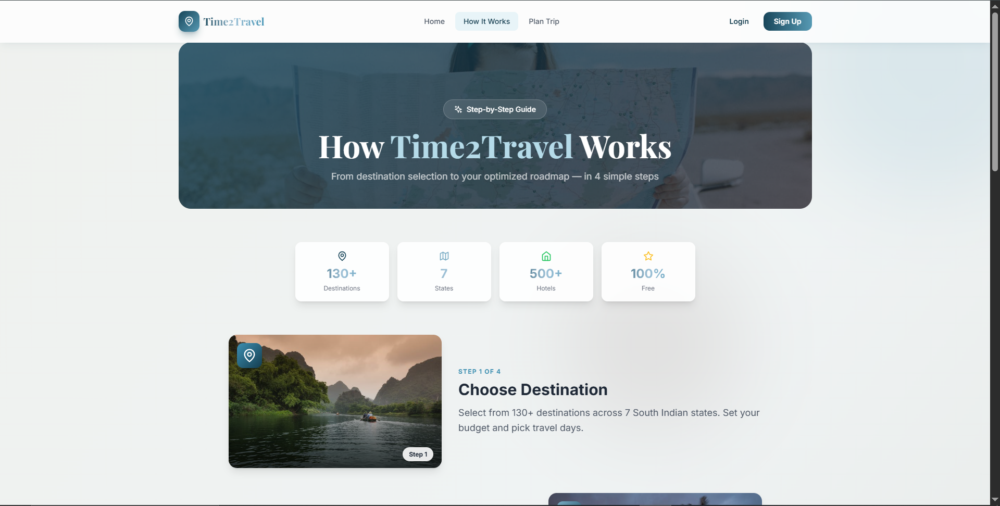 Time2Travel
Home
How It Works
Plan Trip
Login
Sign Up
Step-by-Step Guide
How Time2Travel Works
From destination selection to your optimized roadmap — in 4 simple steps
130+
Destinations
7
States
500+
Hotels
100%
Free
Step 1
STEP 1 OF 4
Choose Destination
Select from 130+ destinations across 7 South Indian states. Set your
budget and pick travel days.